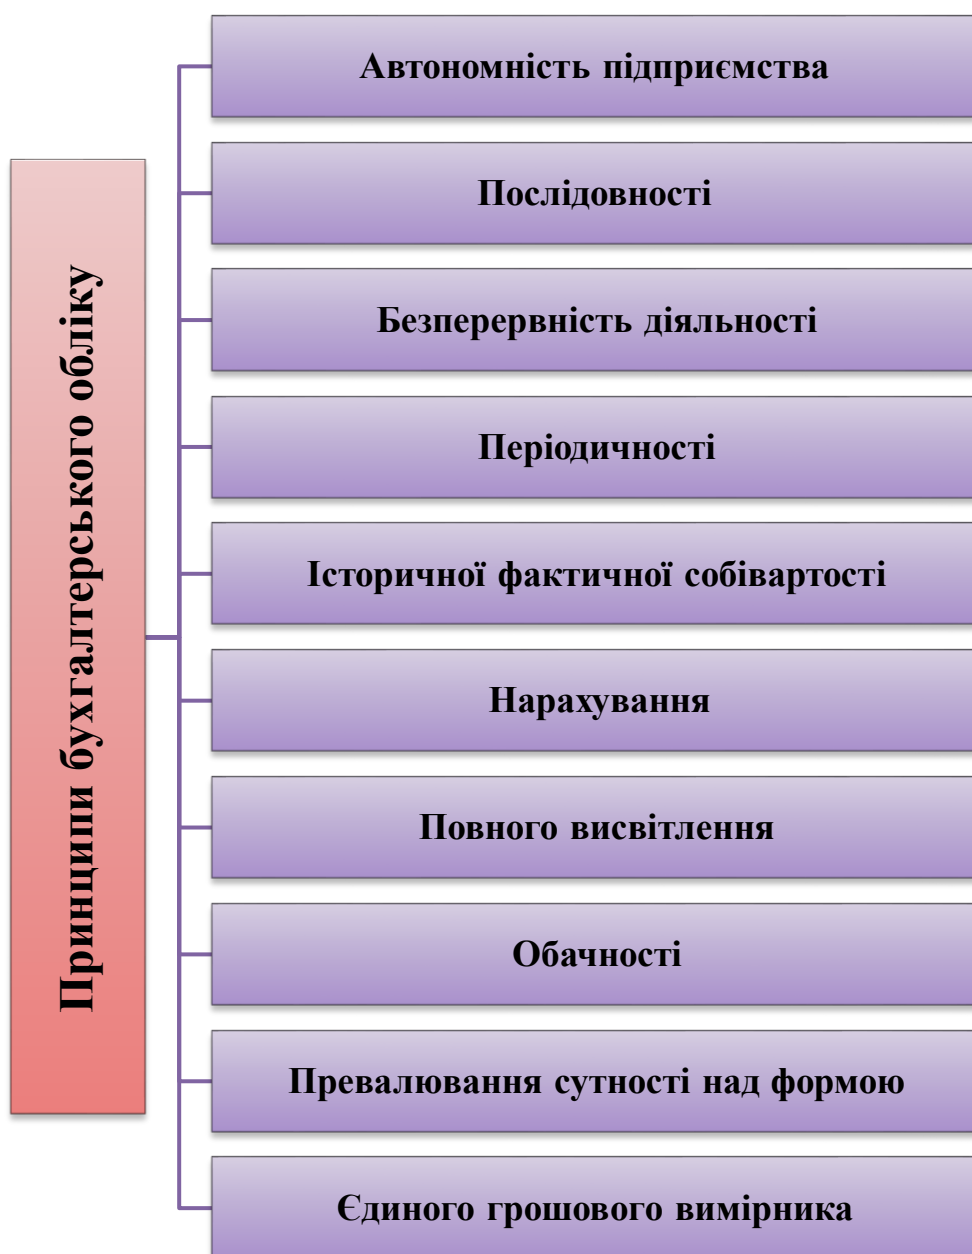 Принципи бухгалтерського обліку
Автономність підприємства
Послідовності
Безперервність діяльності
Періодичності
Історичної фактичної собівартості
Нарахування
Повного висвітлення
Обачності
Превалювання сутності над формою
Єдиного грошового вимірника